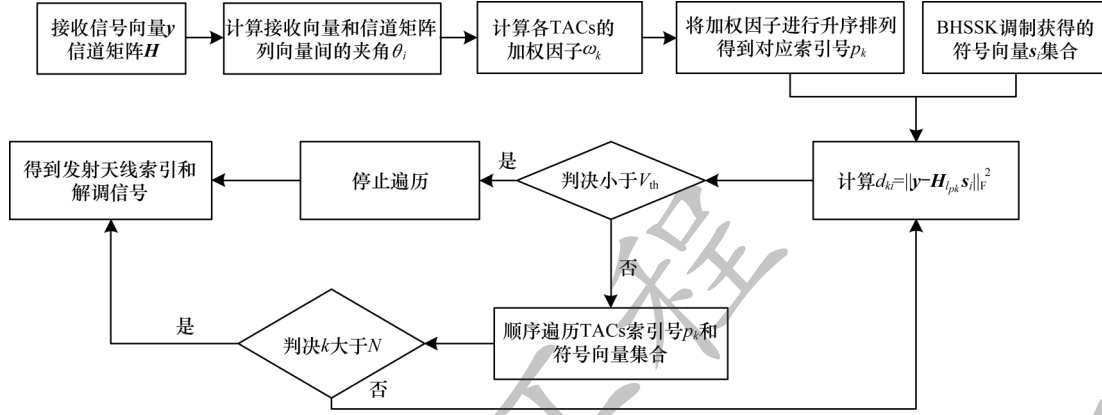 接收信号向量y
信道矩阵H
计算接收向量和信道矩阵
列向量间的夹角θi
计算各TACs的
加权因子ωk
将加权因子进行升序排列
得到对应索引号pk
BHSSK调制获得的
符号向量si集合
得到发射天线索引和
解调信号
停止遍历
是
判决小于Vth
计算dki=||y−Hlpk si||F²
否
是
判决k大于N
顺序遍历TACs索引号pk和
符号向量集合
否
工程